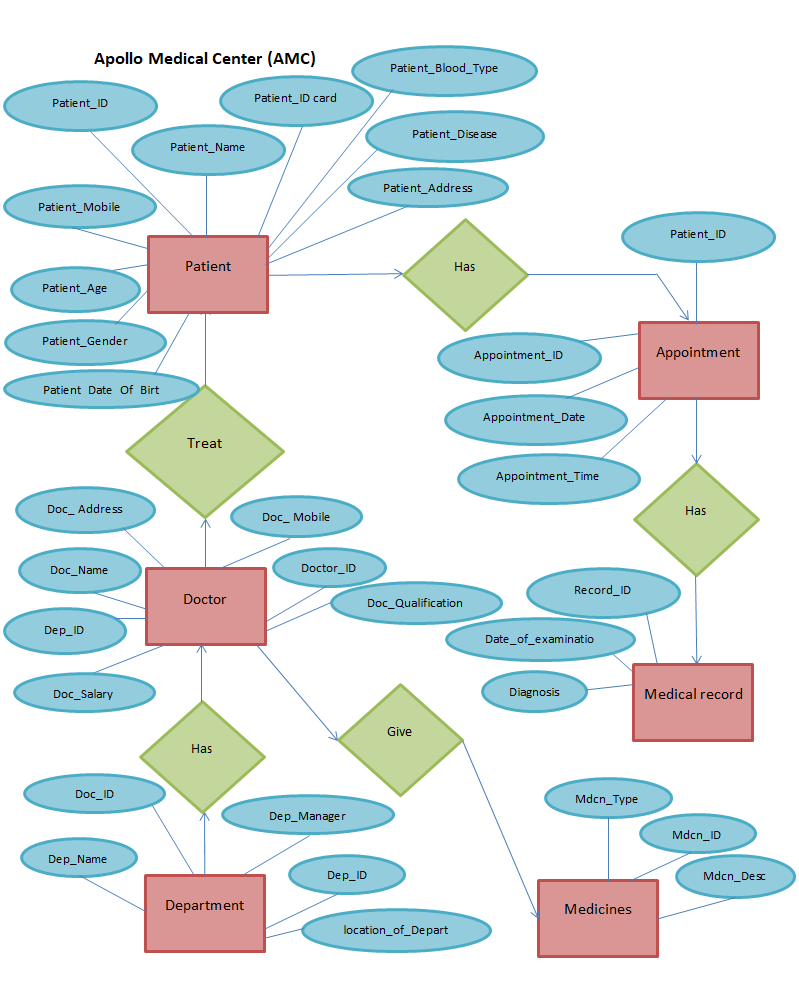 Apollo Medical Center (AMC)
Patient_Blood_Type
Patient_ID
Patient_ID card
Patient_Name
Patient_Disease
Patient_Address
Patient_Mobile
Patient_ID
Patient
Has
Patient_Age
Patient_Gender
Appointment
Appointment_ID
Patient Date Of Birt
Appointment_Date
Treat
Appointment_Time
Doc_ Address
Doc_ Mobile
Has
Doc_Name
Doctor_ID
Record_ID
Doctor
Doc_Qualification
Dep_ID
Date_of_examinatio
Doc_Salary
Diagnosis
Medical record
Give
Has
Doc_ID
Mdcn_Type
Dep_Manager
Mdcn_ID
Dep_Name
Dep_ID
Mdcn_Desc
Department
Medicines
location_of_Depart